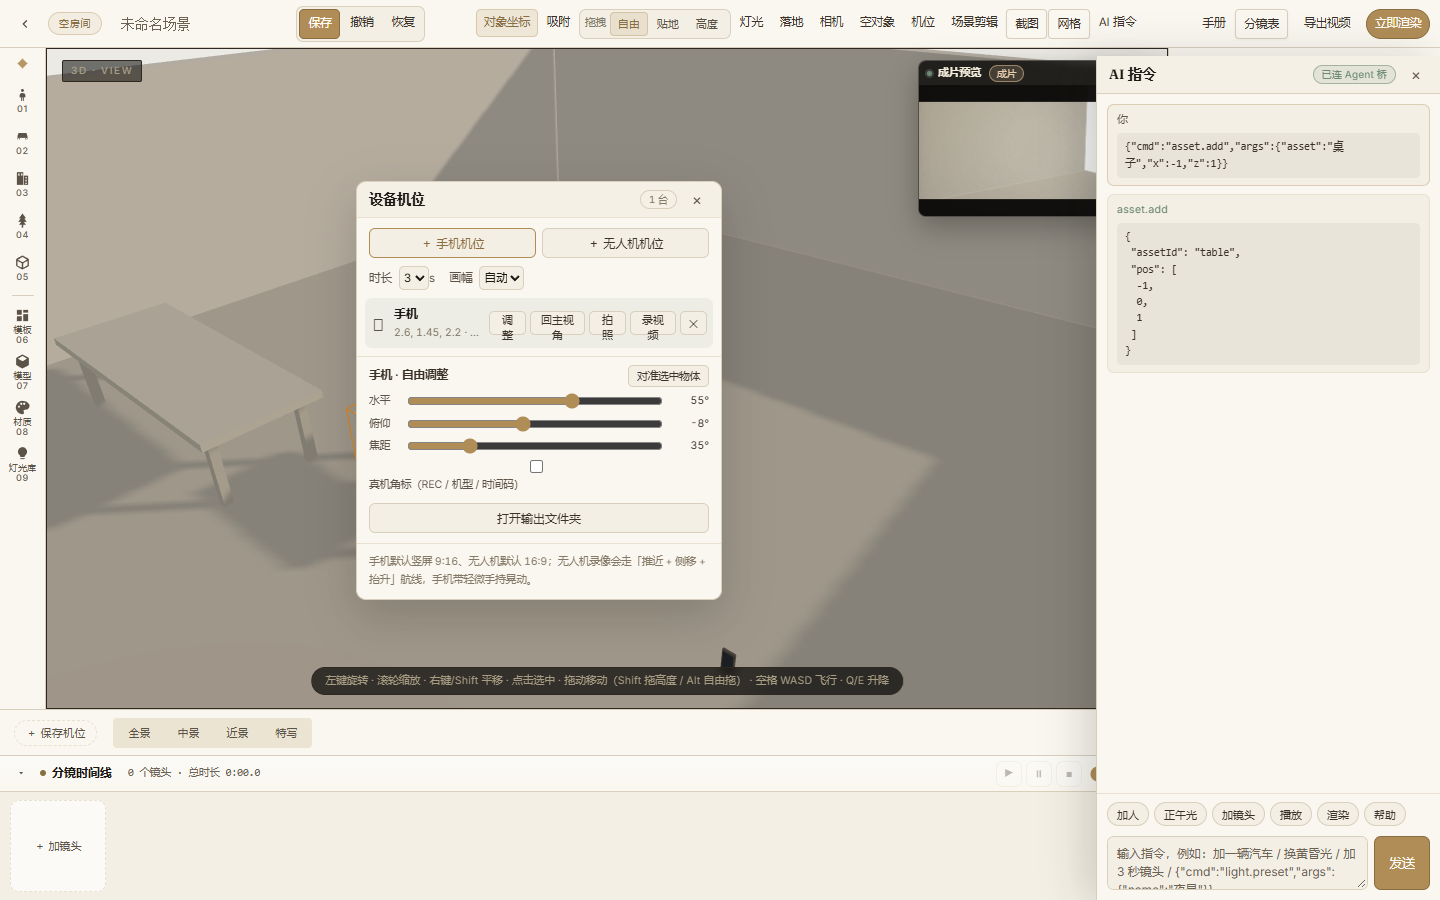 空房间
未命名场景
保存
撤销
恢复
对象坐标
吸附
拖拽
自由
贴地
高度
灯光
落地
相机
空对象
机位
场景剪辑
截图
网格
AI 指令
手册
分镜表
导出视频
立即渲染
01
02
03
04
05
模板
06
模型
07
材质
08
灯光库
09
3D · VIEW
成片预览
成片
设备机位
1 台
×
+ 手机机位
+ 无人机机位
时长
3
s
画幅
自动
手机
2.6, 1.45, 2.2 · ...
调整
回主视角
拍照
录视频
×
手机 · 自由调整
对准选中物体
水平
55°
俯仰
-8°
焦距
35°
真机角标（REC / 机型 / 时间码）
打开输出文件夹
手机默认竖屏 9:16、无人机默认 16:9；无人机录像会走「推近 + 侧移 +
抬升」航线，手机带轻微手持晃动。
左键旋转 · 滚轮缩放 · 右键/Shift 平移 · 点击选中 · 拖动移动（Shift 拖高度 / Alt 自由拖） · 空格 WASD 飞行 · Q/E 升降
+ 保存机位
全景
中景
近景
特写
分镜时间线
0 个镜头 · 总时长 0:00.0
+ 加镜头
AI 指令
已连 Agent 桥
×
你
{"cmd":"asset.add","args":{"asset":"桌
子","x":-1,"z":1}}
asset.add
{
"assetId": "table",
"pos": [
-1,
0,
1
]
}
加人
正午光
加镜头
播放
渲染
帮助
输入指令，例如：加一辆汽车 / 换黄昏光 / 加
3 秒镜头 / {"cmd":"light.preset","args":
{"name":"夜景"}}
发送